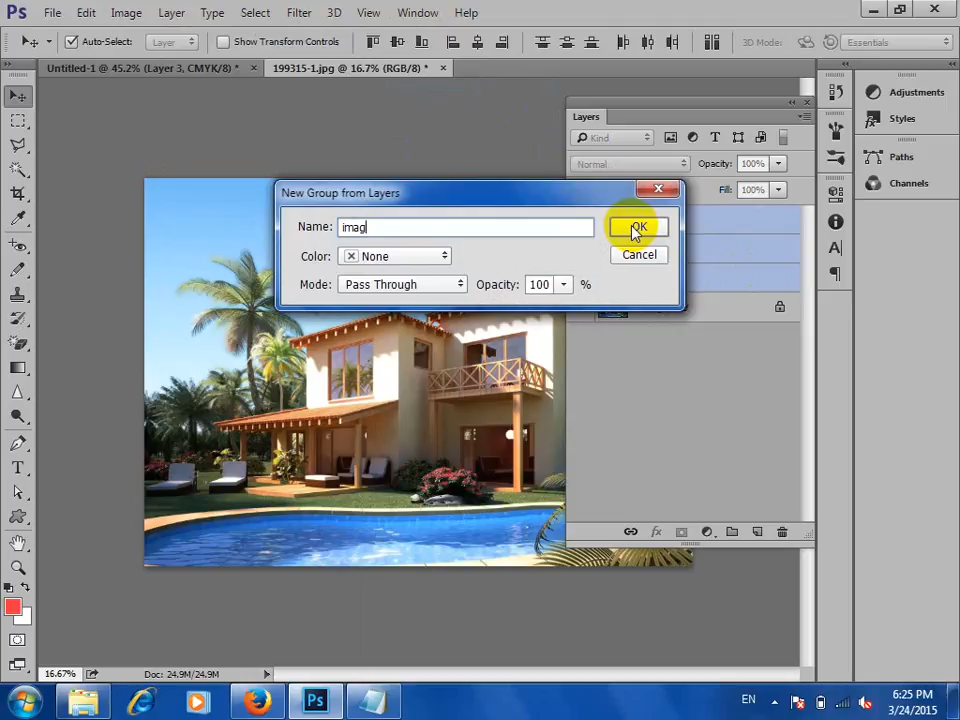 Ps File Edit Image Layer Type Select Filter 3D View Window Help
Auto-Select: Layer Show Transform Controls 3D Mode: Essentials
Untitled-1 @ 45.2% (Layer 3, CMYK/8) * × 199315-1.jpg @ 16.7% (RGB/8) * ×
Layers
Kind
Normal Opacity: 100%
Fill: 100%
New Group from Layers
Name: imag
OK
Color: None
Cancel
Mode: Pass Through Opacity: 100 %
Adjustments
Styles
Paths
Channels
16.67% Doc: 24.9M/24.9M
Ps
EN
6:25 PM
3/24/2015